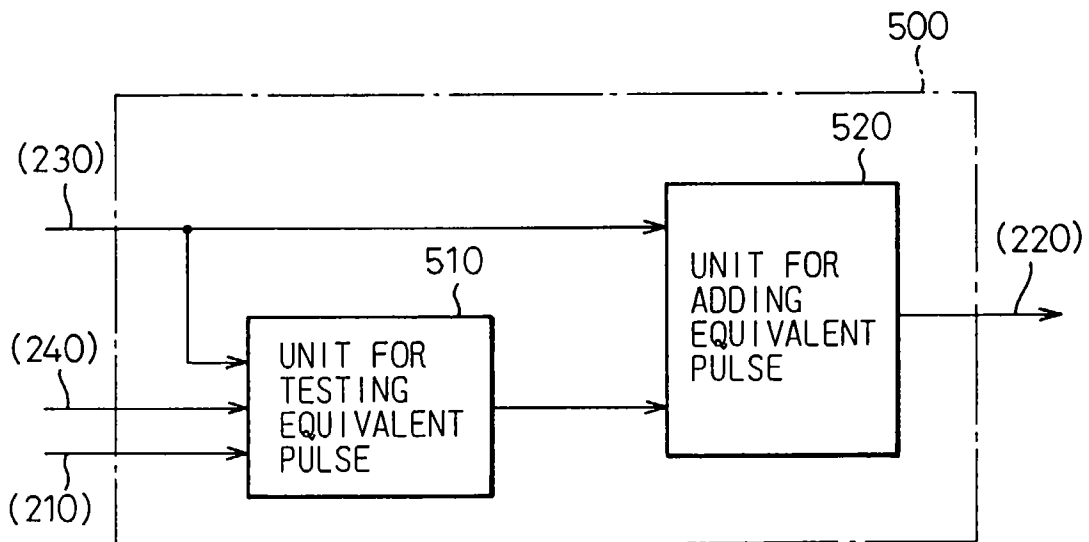 500
520
(230)
(220)
510
UNIT FOR
ADDING
EQUIVALENT
PULSE
(240)
UNIT FOR
TESTING
EQUIVALENT
PULSE
(210)